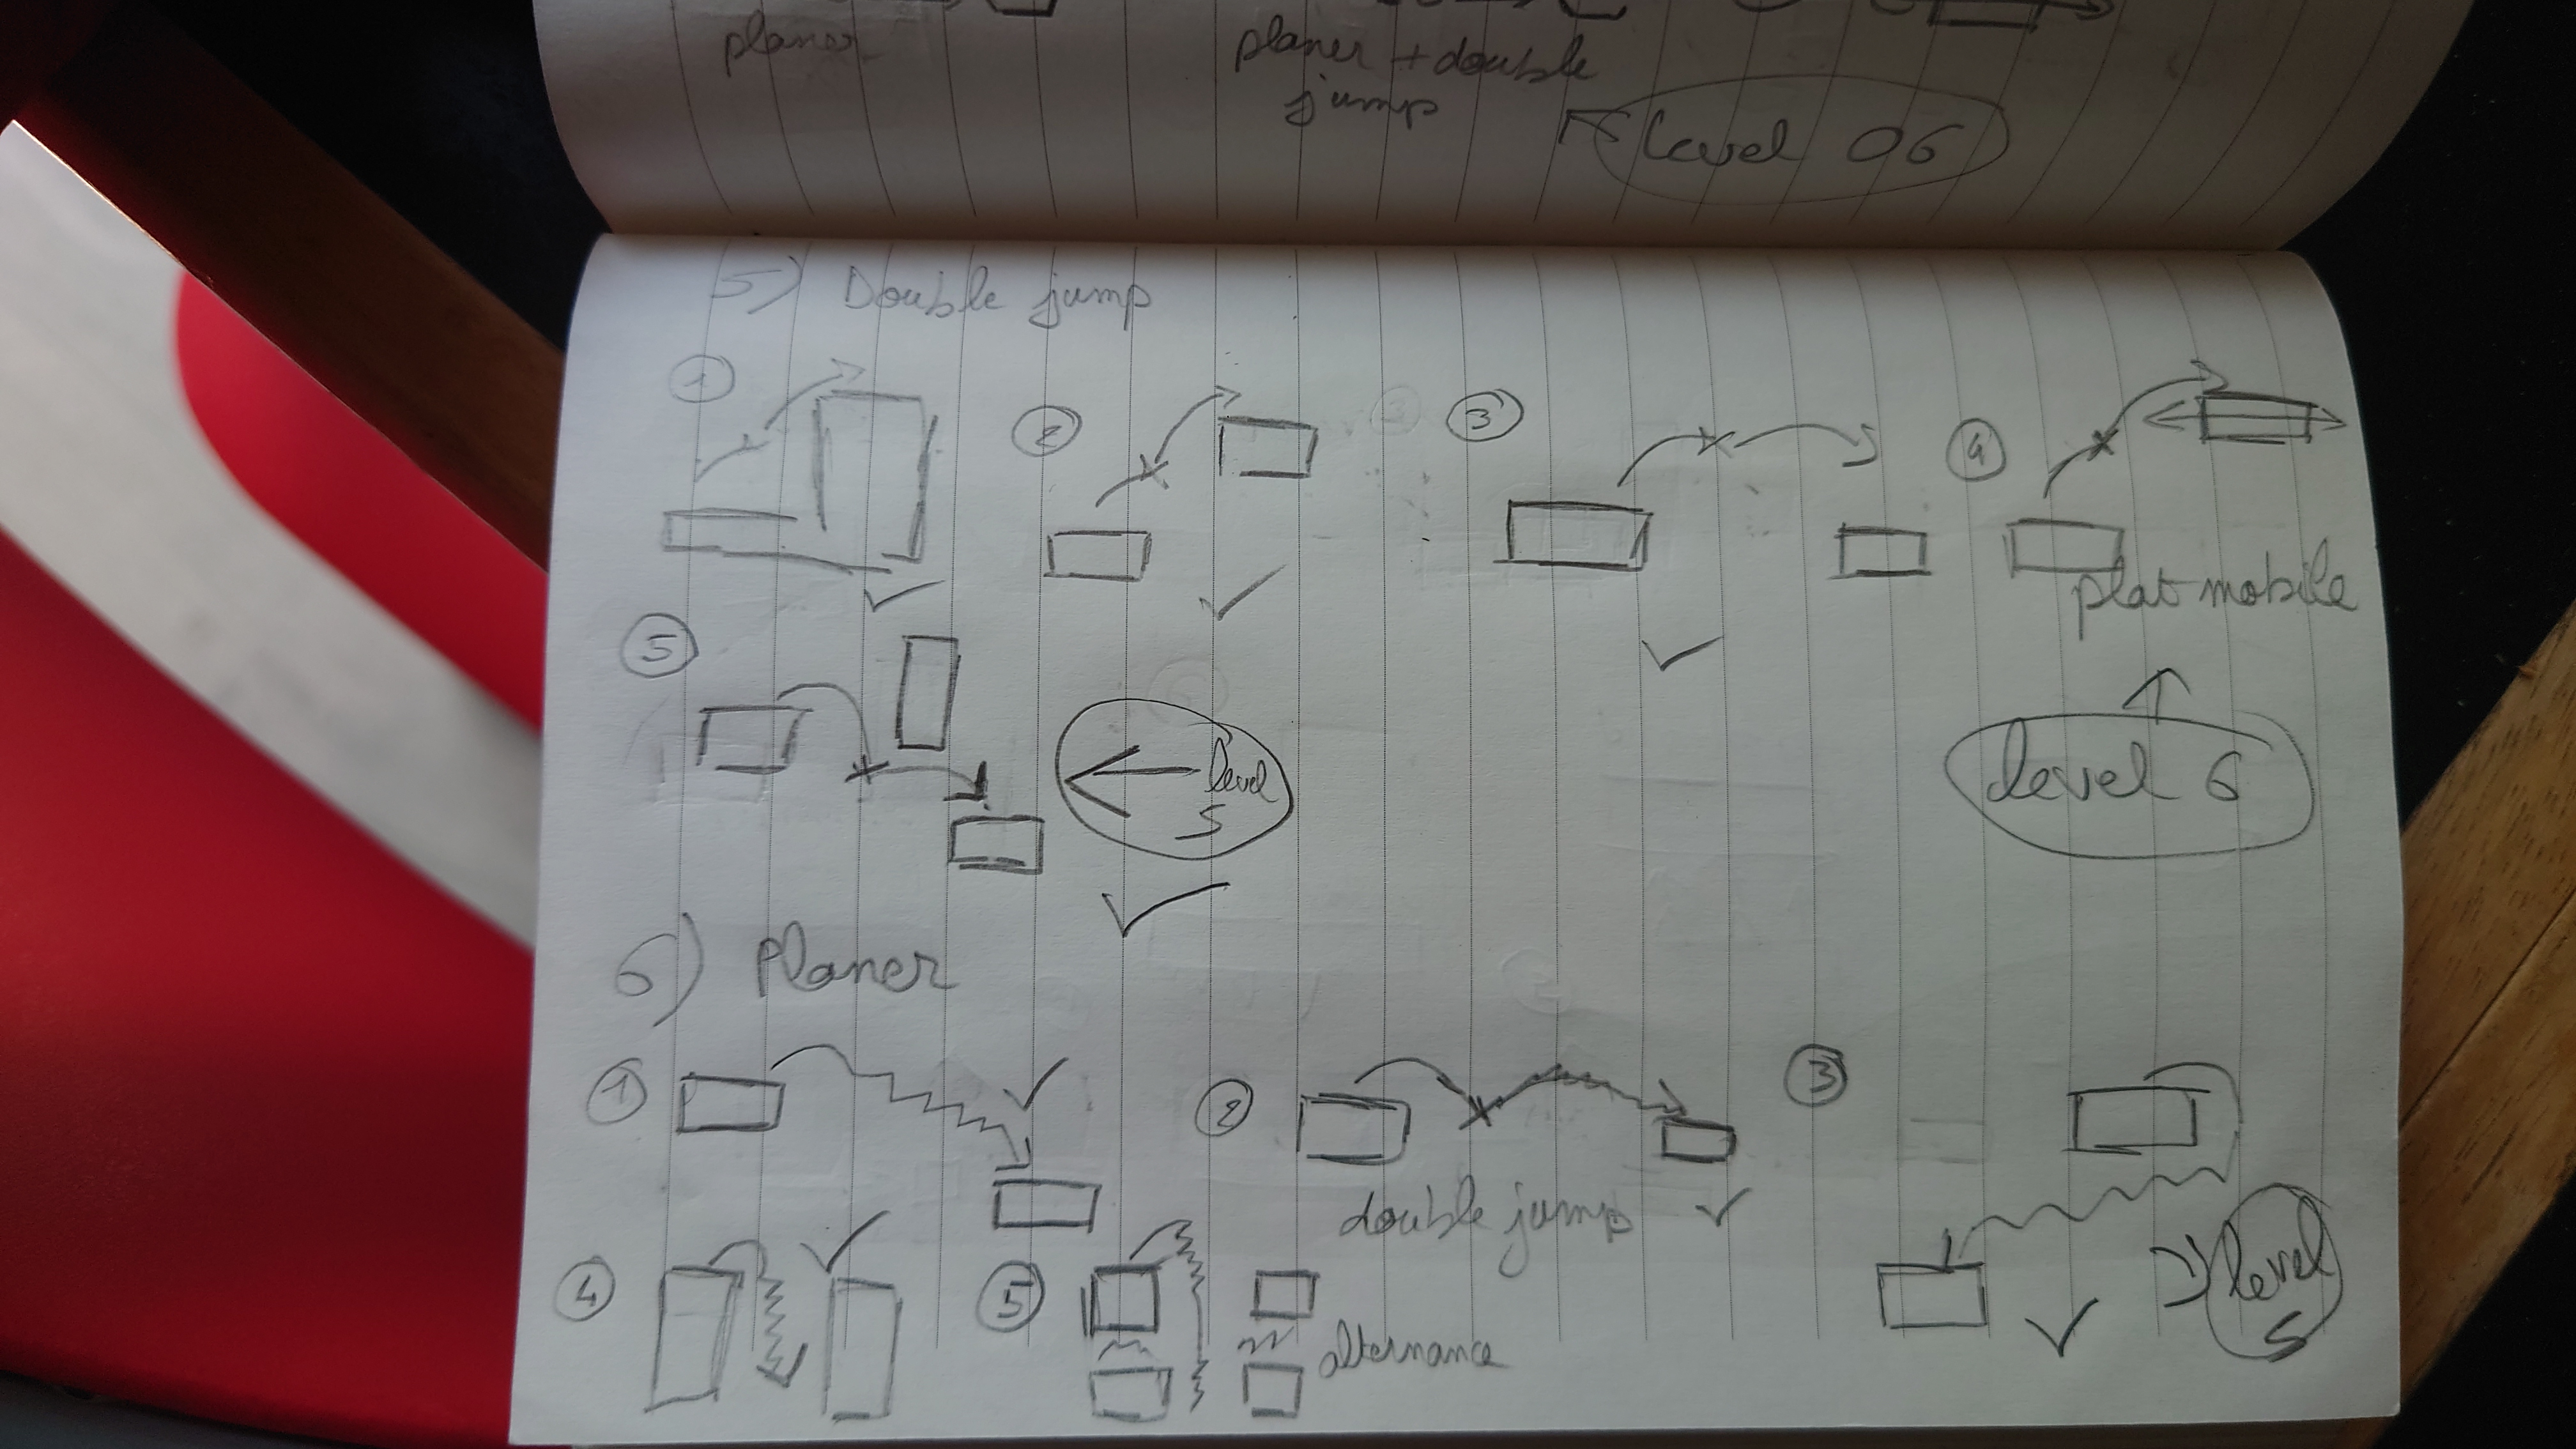 planer
planer + double
jump
level 06
5) Double jump
1
2
3
4
plat mobile
5
level
5
level 6
6) Planer
1
2
3
double jump
level
5
4
5
alternance